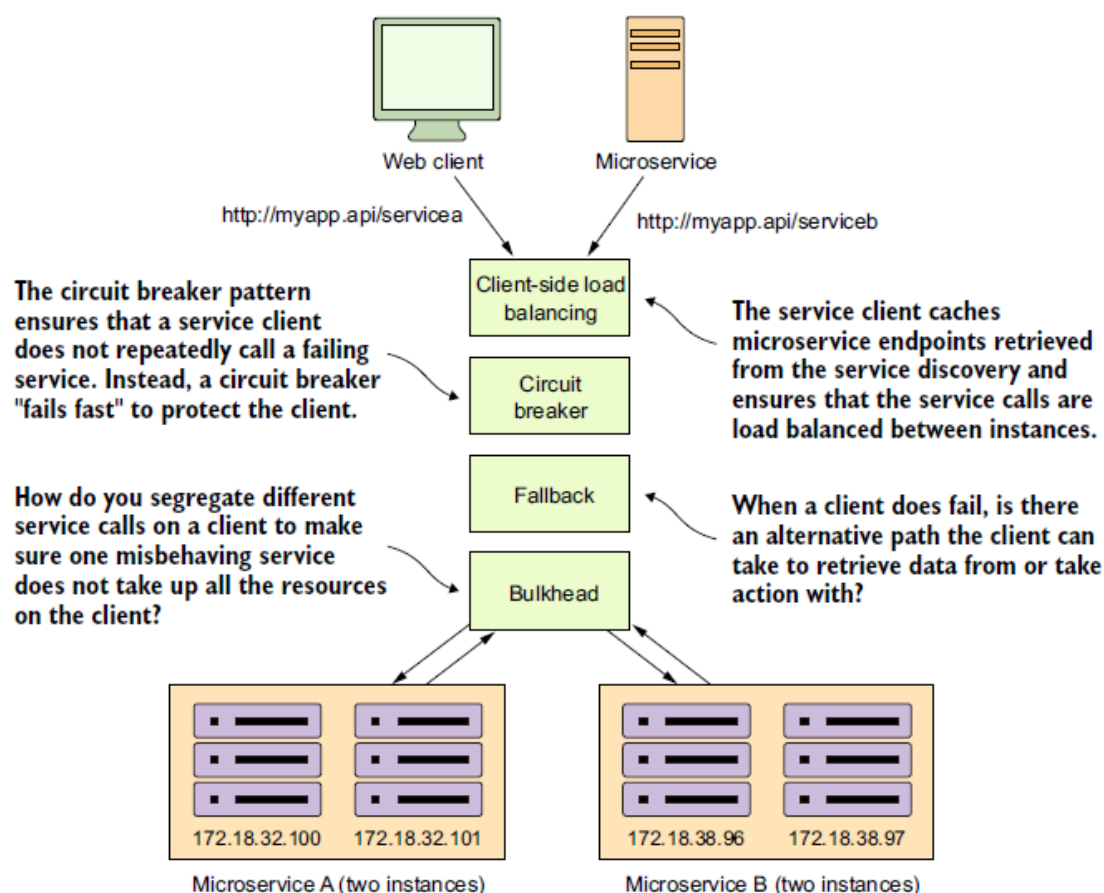 Web client
Microservice
http://myapp.api/servicea
http://myapp.api/serviceb
Client-side load
balancing
The circuit breaker pattern
ensures that a service client
does not repeatedly call a failing
service. Instead, a circuit breaker
"fails fast" to protect the client.
The service client caches
microservice endpoints retrieved
from the service discovery and
ensures that the service calls are
load balanced between instances.
Circuit
breaker
Fallback
How do you segregate different
service calls on a client to make
sure one misbehaving service
does not take up all the resources
on the client?
When a client does fail, is there
an alternative path the client can
take to retrieve data from or take
action with?
Bulkhead
172.18.32.100
172.18.32.101
172.18.38.96
172.18.38.97
Microservice A (two instances)
Microservice B (two instances)